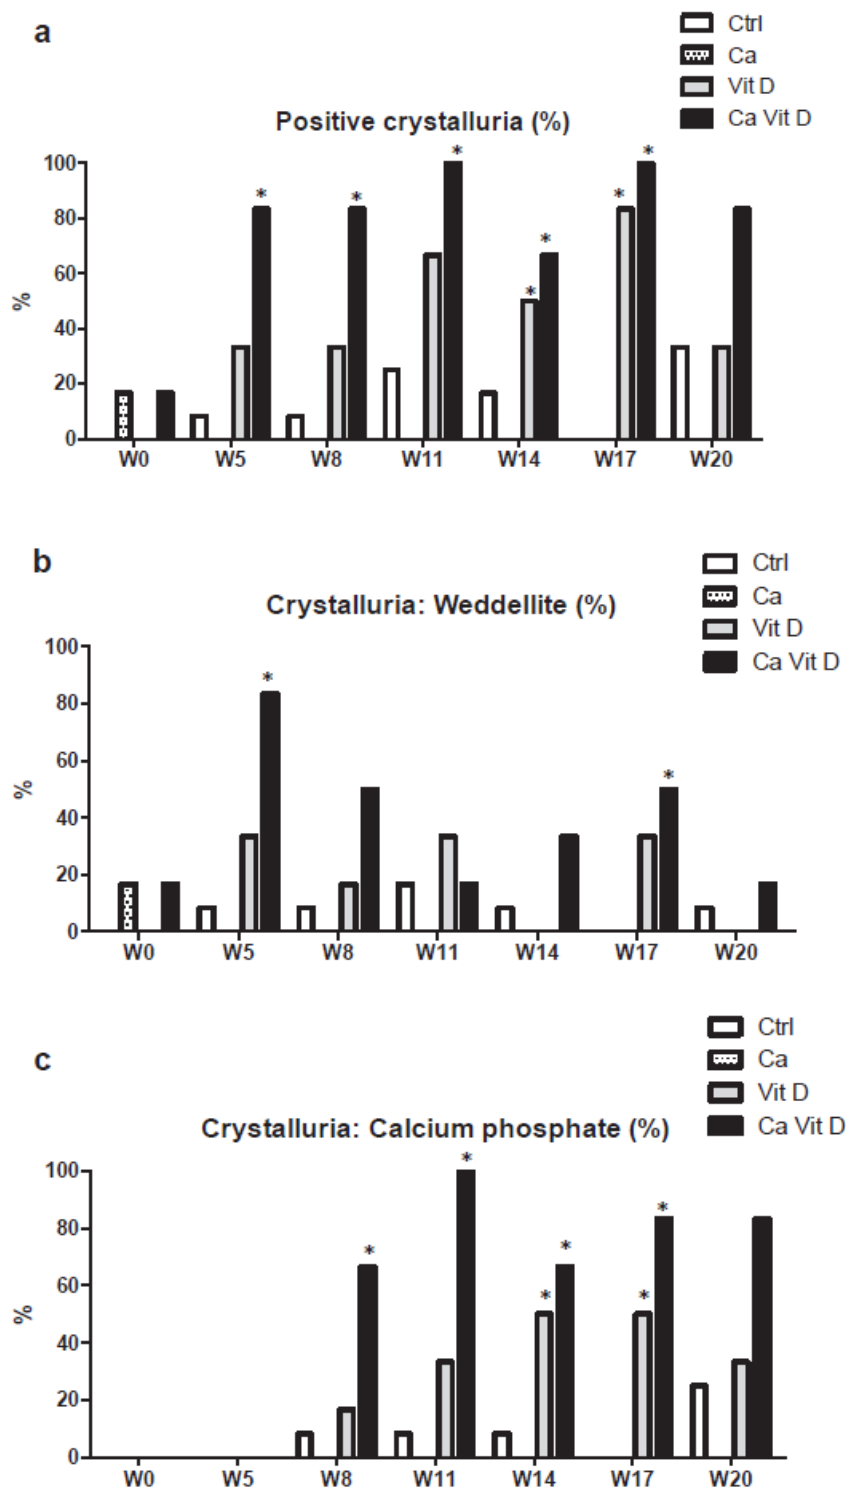 a
Ctrl
Ca
Vit D
Ca Vit D
Positive crystalluria (%)
100
80
60
40
20
0
%
* * * * * * *
W0 W5 W8 W11 W14 W17 W20
b
Ctrl
Ca
Vit D
Ca Vit D
Crystalluria: Weddellite (%)
100
80
60
40
20
0
%
* *
W0 W5 W8 W11 W14 W17 W20
c
Ctrl
Ca
Vit D
Ca Vit D
Crystalluria: Calcium phosphate (%)
100
80
60
40
20
0
%
* * * * * *
W0 W5 W8 W11 W14 W17 W20